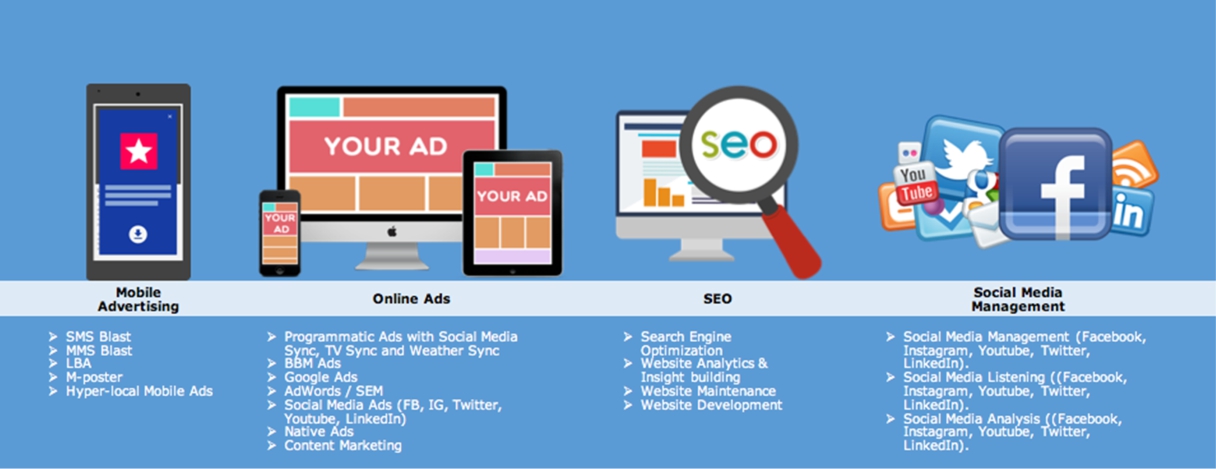 YOUR AD
YOUR
AD
YOUR AD
seo
You
Tube
f
in
Mobile
Advertising
Online Ads
SEO
Social Media
Management
➢ SMS Blast
➢ MMS Blast
➢ LBA
➢ M-poster
➢ Hyper-local Mobile Ads
➢ Programmatic Ads with Social Media
Sync, TV Sync and Weather Sync
➢ BBM Ads
➢ Google Ads
➢ AdWords / SEM
➢ Social Media Ads (FB, IG, Twitter,
Youtube, LinkedIn)
➢ Native Ads
➢ Content Marketing
➢ Search Engine
Optimization
➢ Website Analytics &
Insight building
➢ Website Maintenance
➢ Website Development
➢ Social Media Management (Facebook,
Instagram, Youtube, Twitter,
LinkedIn).
➢ Social Media Listening ((Facebook,
Instagram, Youtube, Twitter,
LinkedIn).
➢ Social Media Analysis ((Facebook,
Instagram, Youtube, Twitter,
LinkedIn).